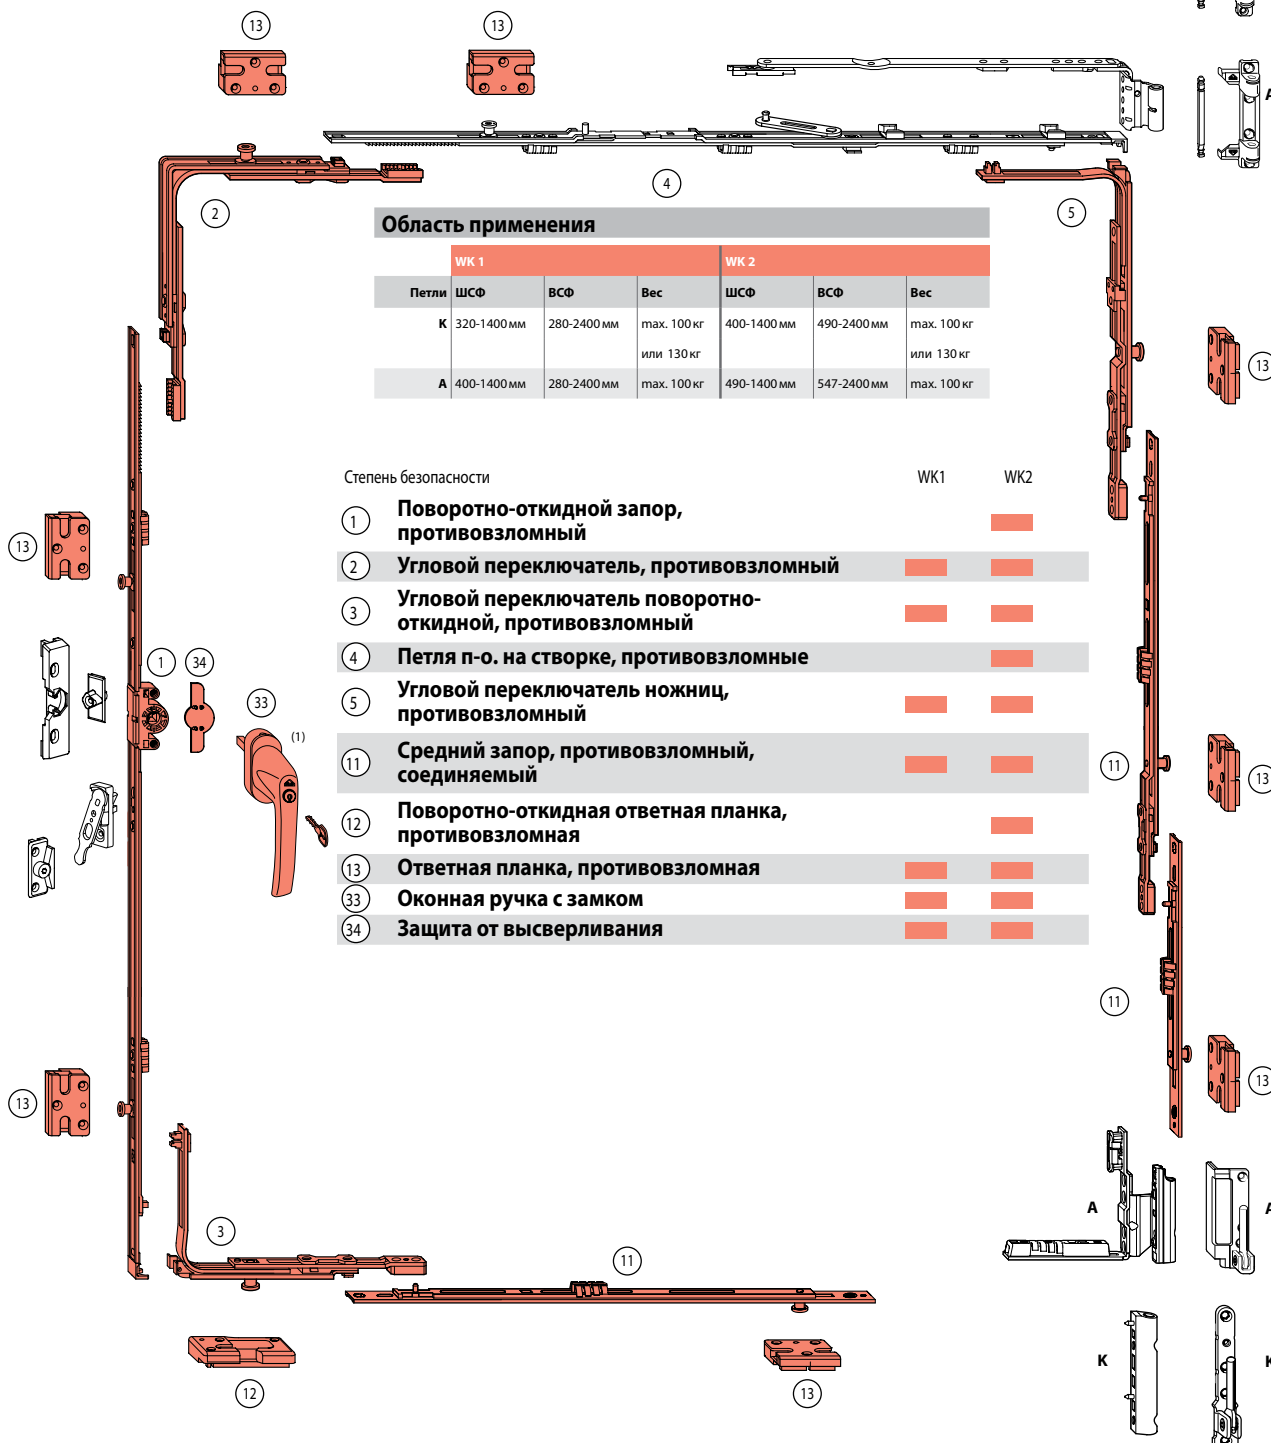 13
13
A
4
2
5
Область применения
WK 1 WK 2
Петли ШСФ ВСФ Вес ШСФ ВСФ Вес
K 320-1400 мм 280-2400 мм max. 100 кг 400-1400 мм 490-2400 мм max. 100 кг
или 130 кг или 130 кг
A 400-1400 мм 280-2400 мм max. 100 кг 490-1400 мм 547-2400 мм max. 100 кг
13
Степень безопасности WK1 WK2
1 Поворотно-откидной запор,
противовзломный
13
2 Угловой переключатель, противовзломный
3 Угловой переключатель поворотно-
откидной, противовзломный
4 Петля п-о. на створке, противовзломные
1
34
5 Угловой переключатель ножниц,
противовзломный
33
(1)
11 Средний запор, противовзломный,
соединяемый
11
13
12 Поворотно-откидная ответная планка,
противовзломная
13 Ответная планка, противовзломная
33 Оконная ручка с замком
34 Защита от высверливания
11
13
13
A
A
3
11
K
K
12
13